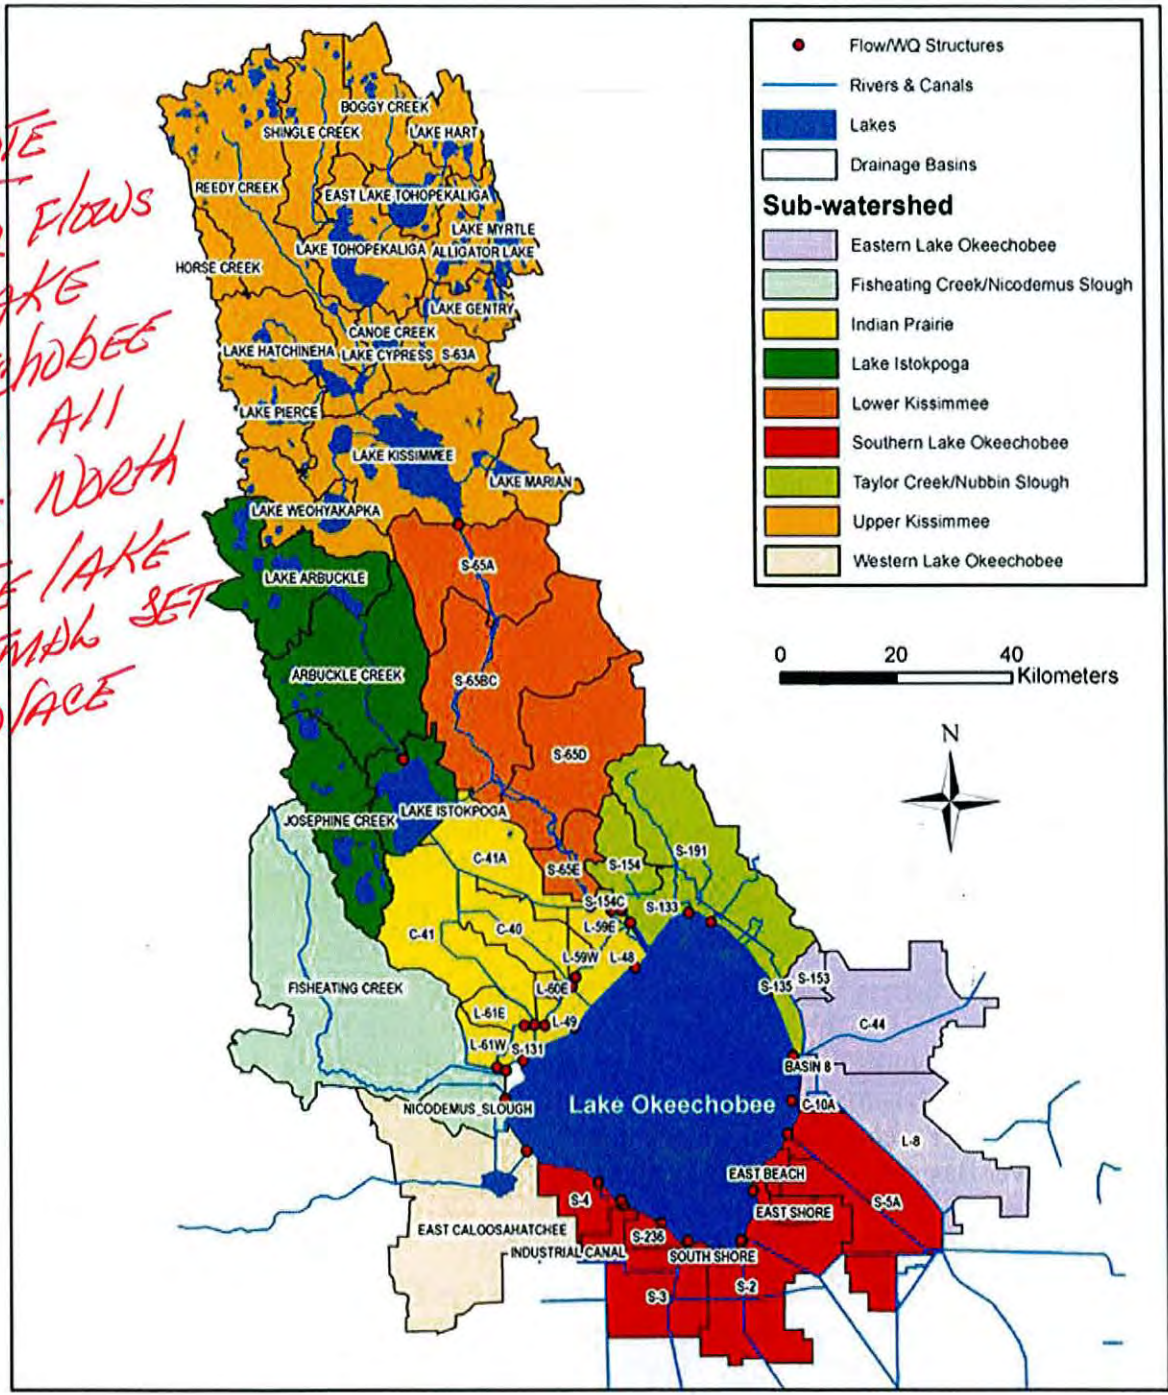 Flow/WQ Structures
Rivers & Canals
Lakes
Drainage Basins
Sub-watershed
Eastern Lake Okeechobee
Fisheating Creek/Nicodemus Slough
Indian Prairie
Lake Istokpoga
Lower Kissimmee
Southern Lake Okeechobee
Taylor Creek/Nubbin Slough
Upper Kissimmee
Western Lake Okeechobee
0 20 40
Kilometers
N
FLOWS
All
NORTH
LAKE
SET
BOGGY CREEK
SHINGLE CREEK
LAKE HART
REEDY CREEK
EAST LAKE TOHOPEKALIGA
LAKE MYRTLE
LAKE TOHOPEKALIGA
ALLIGATOR LAKE
HORSE CREEK
LAKE GENTRY
CANOE CREEK
LAKE HATCHINEHA
LAKE CYPRESS
S-63A
LAKE PIERCE
LAKE KISSIMMEE
LAKE MARIAN
LAKE WEOHYAKAPKA
S-65A
LAKE ARBUCKLE
ARBUCKLE CREEK
S-65BC
S-65D
LAKE ISTOKPOGA
JOSEPHINE CREEK
C-41A
S-65E
S-154
S-191
S-154C
S-133
L-59E
C-41
C-40
L-59W
L-48
S-153
FISHEATING CREEK
L-60E
S-135
L-61E
L-49
C-44
L-61W
S-131
BASIN 8
Lake Okeechobee
C-10A
NICODEMUS_SLOUGH
L-8
EAST BEACH
S-4
EAST SHORE
S-5A
EAST CALOOSAHATCHEE
S-236
INDUSTRIAL CANAL
SOUTH SHORE
S-3
S-2